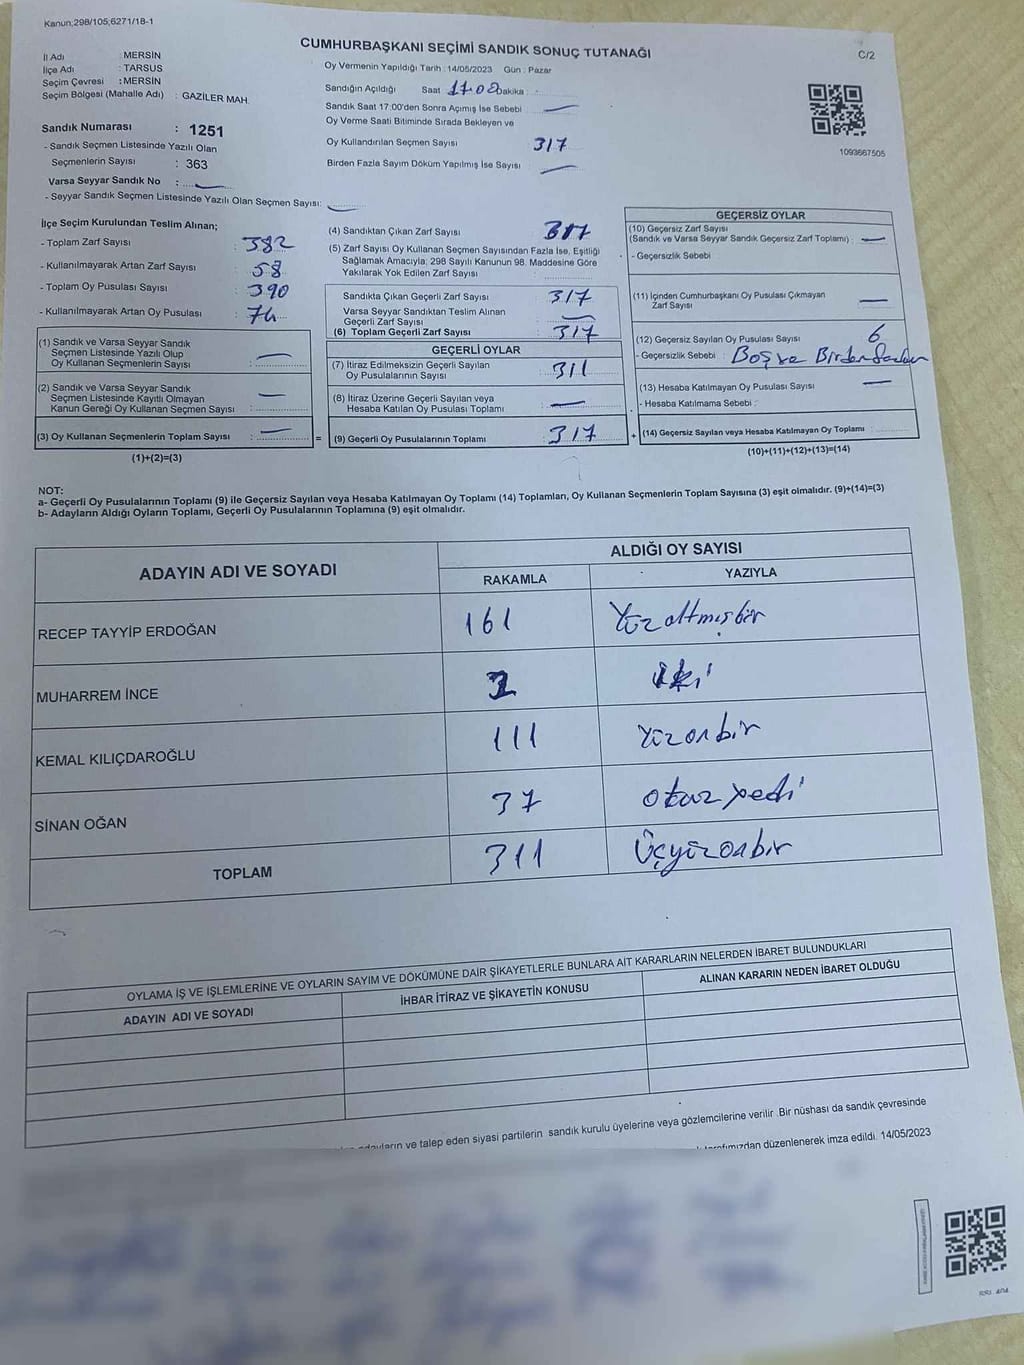 Kanun,298/105,6271/18-1
CUMHURBAŞKANI SEÇİMİ SANDIK SONUÇ TUTANAĞI
C/2
İl Adı : MERSİN
İlçe Adı : TARSUS
Seçim Çevresi : MERSİN
Seçim Bölgesi (Mahalle Adı) : GAZİLER MAH.
Sandık Numarası : 1251
- Sandık Seçmen Listesinde Yazılı Olan
Seçmenlerin Sayısı : 363
Varsa Seyyar Sandık No :
- Seyyar Sandık Seçmen Listesinde Yazılı Olan Seçmen Sayısı:
Oy Vermenin Yapıldığı Tarih : 14/05/2023 Gün : Pazar
Sandığın Açıldığı Saat 17:00 Dakika :
Sandık Saat 17:00'den Sonra Açımış İse Sebebi
Oy Verme Saati Bitiminde Sırada Bekleyen ve
Oy Kullandırılan Seçmen Sayısı 317
Birden Fazla Sayım Döküm Yapılmış İse Sayısı
1093667505
İlçe Seçim Kurulundan Teslim Alınan;
- Toplam Zarf Sayısı : 382
- Kullanılmayarak Artan Zarf Sayısı : 58
- Toplam Oy Pusulası Sayısı : 390
- Kullanılmayarak Artan Oy Pusulası : 74
(1) Sandık ve Varsa Seyyar Sandık
Seçmen Listesinde Yazılı Olup
Oy Kullanan Seçmenlerin Sayısı :
(2) Sandık ve Varsa Seyyar Sandık
Seçmen Listesinde Kayıtlı Olmayan
Kanun Gereği Oy Kullanan Seçmen Sayısı :
(3) Oy Kullanan Seçmenlerin Toplam Sayısı :
(1)+(2)=(3)
=
(4) Sandıktan Çıkan Zarf Sayısı : 317
(5) Zarf Sayısı Oy Kullanan Seçmen Sayısından Fazla İse, Eşitliği
Sağlamak Amacıyla; 298 Sayılı Kanunun 98. Maddesine Göre
Yakılarak Yok Edilen Zarf Sayısı :
Sandıkta Çıkan Geçerli Zarf Sayısı : 317
Varsa Seyyar Sandıktan Teslim Alınan
Geçerli Zarf Sayısı :
(6) Toplam Geçerli Zarf Sayısı : 317
GEÇERLİ OYLAR
(7) İtiraz Edilmeksizin Geçerli Sayılan
Oy Pusulalarının Sayısı : 311
(8) İtiraz Üzerine Geçerli Sayılan veya
Hesaba Katılan Oy Pusulası Toplamı :
(9) Geçerli Oy Pusulalarının Toplamı : 317
+
GEÇERSİZ OYLAR
(10) Geçersiz Zarf Sayısı
(Sandık ve Varsa Seyyar Sandık Geçersiz Zarf Toplamı) :
- Geçersizlik Sebebi
(11) İçinden Cumhurbaşkanı Oy Pusulası Çıkmayan
Zarf Sayısı
(12) Geçersiz Sayılan Oy Pusulası Sayısı : 6
- Geçersizlik Sebebi : Boş ve Birden fazla
(13) Hesaba Katılmayan Oy Pusulası Sayısı
- Hesaba Katılmama Sebebi :
(14) Geçersiz Sayılan veya Hesaba Katılmayan Oy Toplamı :
(10)+(11)+(12)+(13)=(14)
NOT:
a- Geçerli Oy Pusulalarının Toplamı (9) ile Geçersiz Sayılan veya Hesaba Katılmayan Oy Toplamı (14) Toplamları, Oy Kullanan Seçmenlerin Toplam Sayısına (3) eşit olmalıdır. (9)+(14)=(3)
b- Adayların Aldığı Oyların Toplamı, Geçerli Oy Pusulalarının Toplamına (9) eşit olmalıdır.
ADAYIN ADI VE SOYADI
ALDIĞI OY SAYISI
RAKAMLA YAZIYLA
RECEP TAYYİP ERDOĞAN 161 Yüzaltmışbir
MUHARREM İNCE 2 iki
KEMAL KILIÇDAROĞLU 111 Yüzonbir
SİNAN OĞAN 37 otuzyedi
TOPLAM 311 Üçyüzonbir
OYLAMA İŞ VE İŞLEMLERİNE VE OYLARIN SAYIM VE DÖKÜMÜNE DAİR ŞİKAYETLERLE BUNLARA AİT KARARLARIN NELERDEN İBARET BULUNDUKLARI
ADAYIN ADI VE SOYADI İHBAR İTİRAZ VE ŞİKAYETİN KONUSU ALINAN KARARIN NEDEN İBARET OLDUĞU
adayların ve talep eden siyasi partilerin sandık kurulu üyelerine veya gözlemcilerine verilir. Bir nüshası da sandık çevresinde
tarafımızdan düzenlenerek imza edildi. 14/05/2023